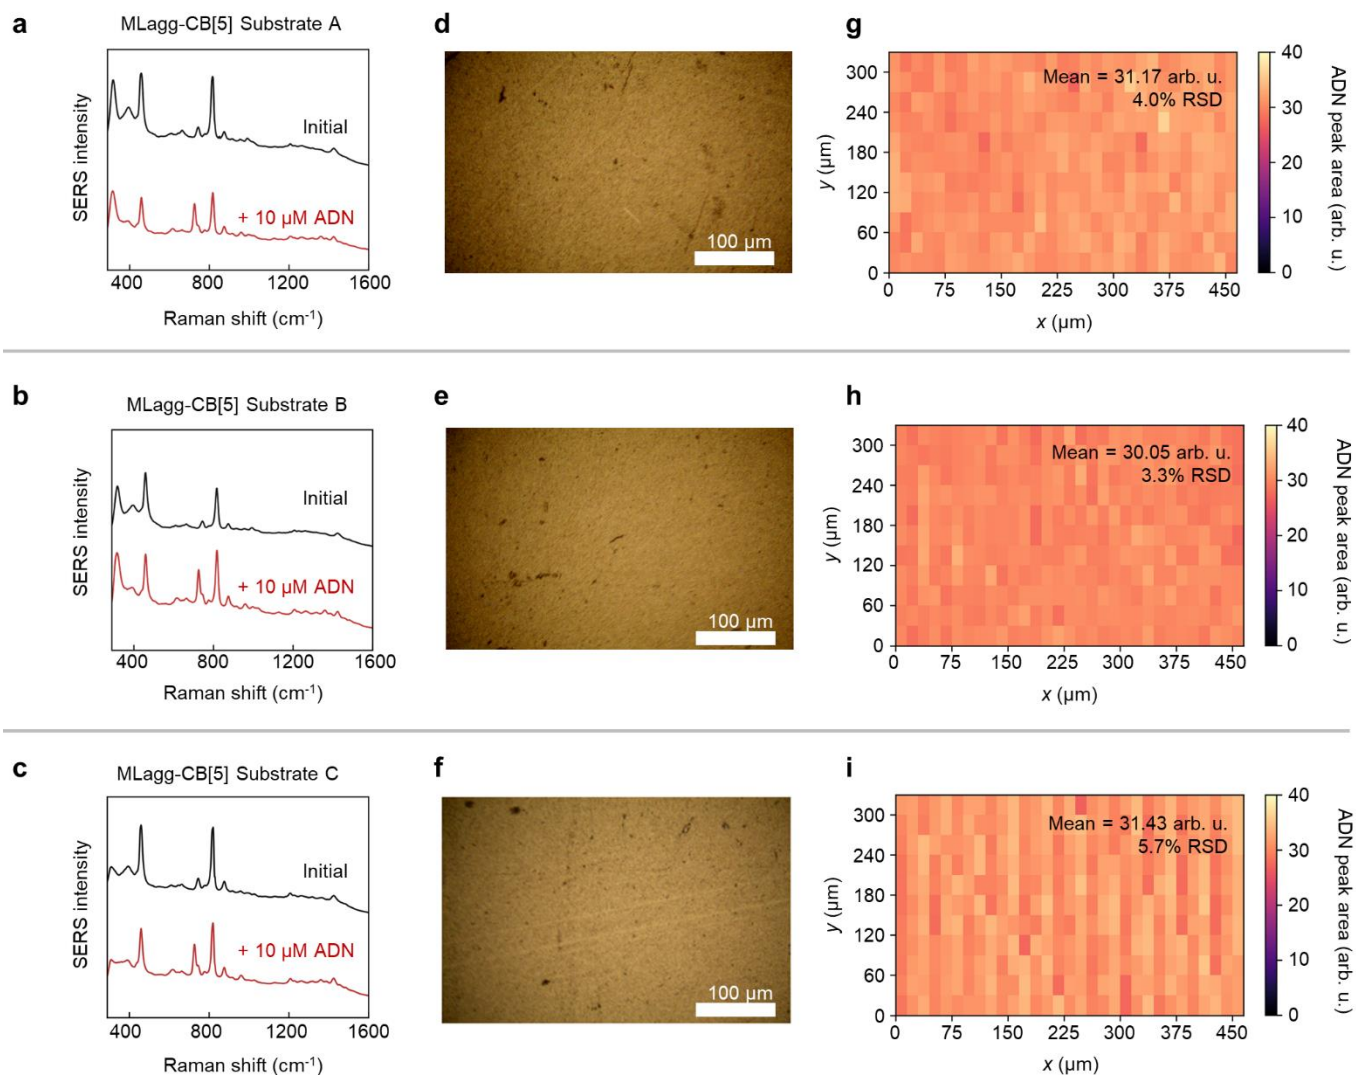 a
MLagg-CB[5] Substrate A
SERS intensity
Initial
+ 10 µM ADN
400 800 1200 1600
Raman shift (cm⁻¹)
d
100 µm
g
Mean = 31.17 arb. u.
4.0% RSD
y (µm)
300
240
180
120
60
0
0 75 150 225 300 375 450
x (µm)
40
30
20
10
0
ADN peak area (arb. u.)
b
MLagg-CB[5] Substrate B
SERS intensity
Initial
+ 10 µM ADN
400 800 1200 1600
Raman shift (cm⁻¹)
e
100 µm
h
Mean = 30.05 arb. u.
3.3% RSD
y (µm)
300
240
180
120
60
0
0 75 150 225 300 375 450
x (µm)
40
30
20
10
0
ADN peak area (arb. u.)
c
MLagg-CB[5] Substrate C
SERS intensity
Initial
+ 10 µM ADN
400 800 1200 1600
Raman shift (cm⁻¹)
f
100 µm
i
Mean = 31.43 arb. u.
5.7% RSD
y (µm)
300
240
180
120
60
0
0 75 150 225 300 375 450
x (µm)
40
30
20
10
0
ADN peak area (arb. u.)